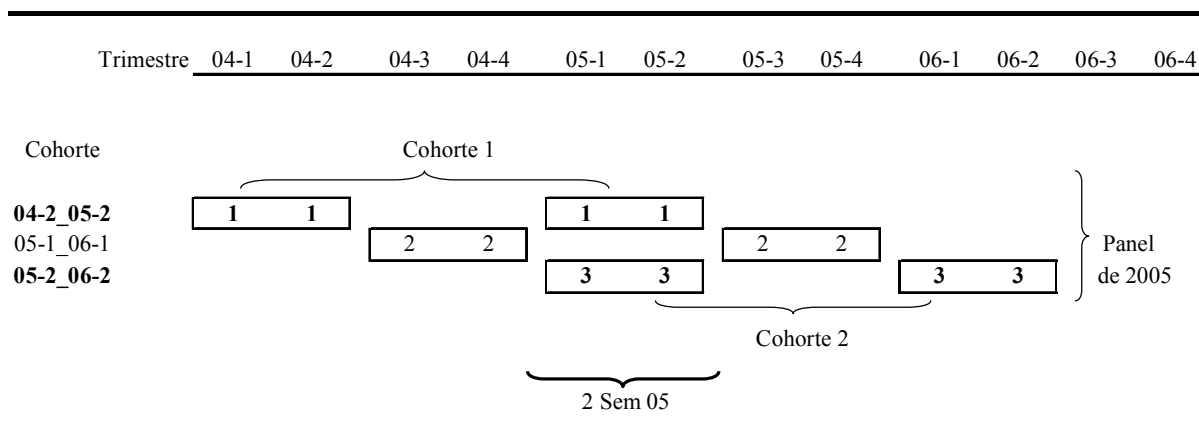 Trimestre 04-1 04-2 04-3 04-4 05-1 05-2 05-3 05-4 06-1 06-2 06-3 06-4
Cohorte Cohorte 1
04-2_05-2 1 1 1 1
05-1_06-1 2 2 2 2 Panel
05-2_06-2 3 3 3 3 de 2005
Cohorte 2
2 Sem 05